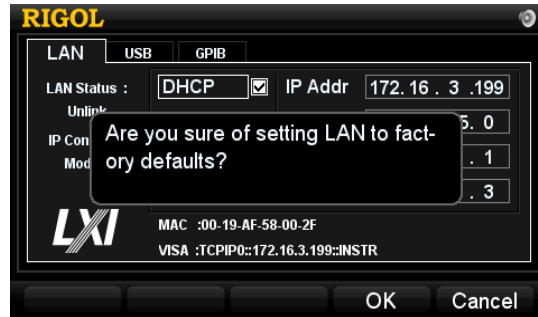 RIGOL
LAN USB GPIB
LAN Status : DHCP IP Addr 172. 16 . 3 .199
Unlink 5. 0
IP Con
Mod . 1
Are you sure of setting LAN to fact-
ory defaults?
. 3
LXI
MAC :00-19-AF-58-00-2F
VISA :TCPIP0::172.16.3.199::INSTR
OK Cancel